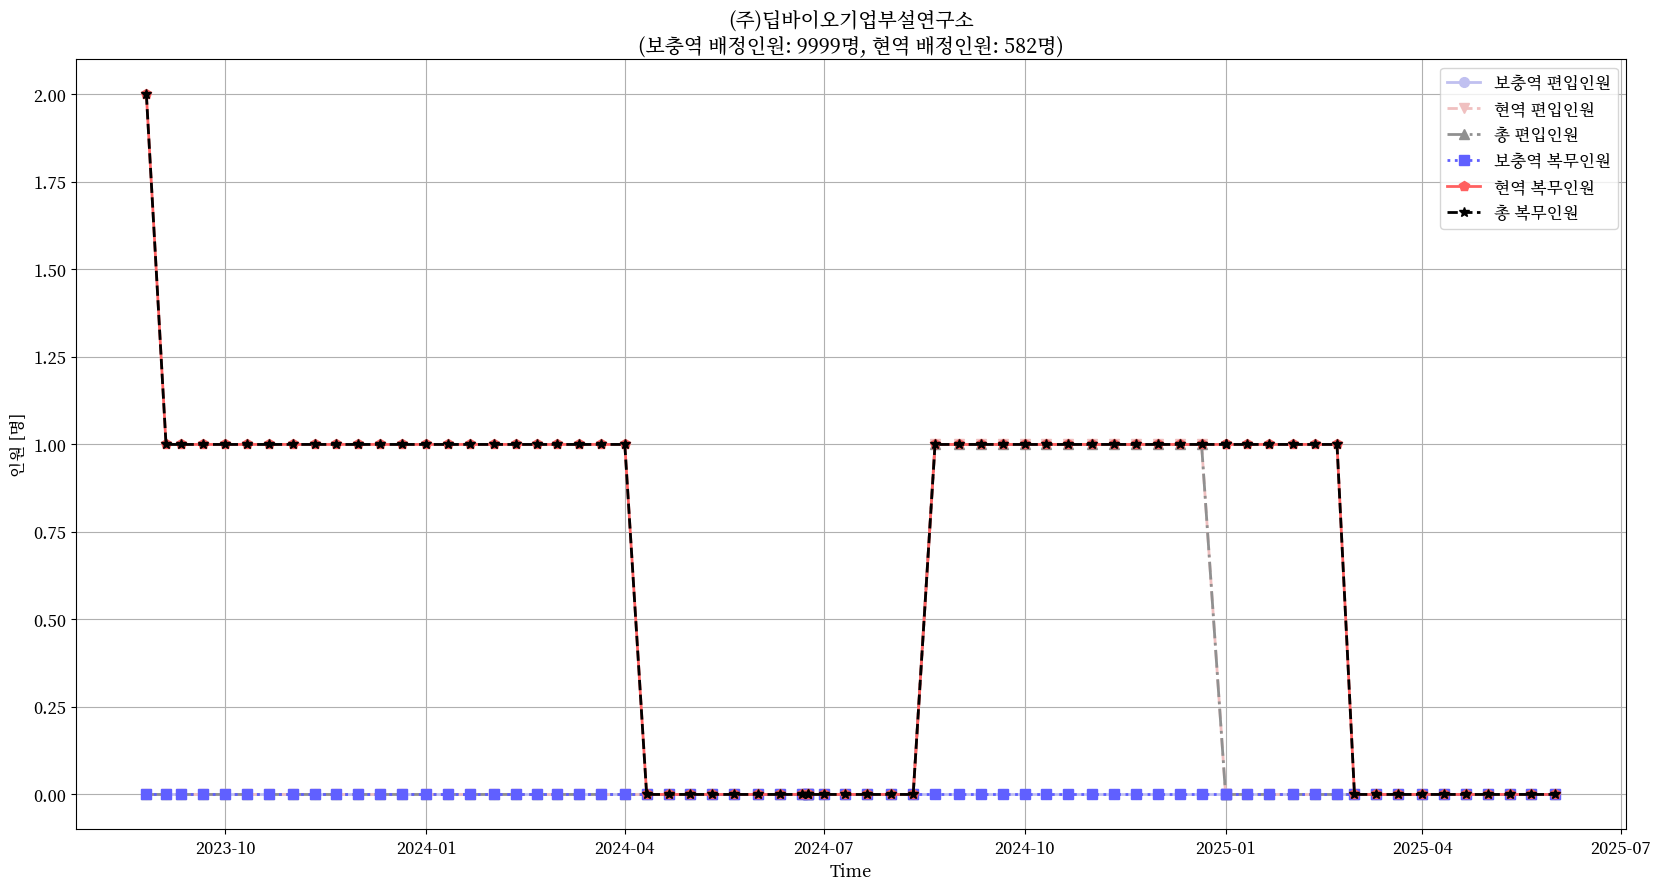 (주)딥바이오기업부설연구소
(보충역 배정인원: 9999명, 현역 배정인원: 582명)
보충역 편입인원
현역 편입인원
총 편입인원
보충역 복무인원
현역 복무인원
총 복무인원
인원 [명]
2.00
1.75
1.50
1.25
1.00
0.75
0.50
0.25
0.00
2023-10
2024-01
2024-04
2024-07
2024-10
2025-01
2025-04
2025-07
Time